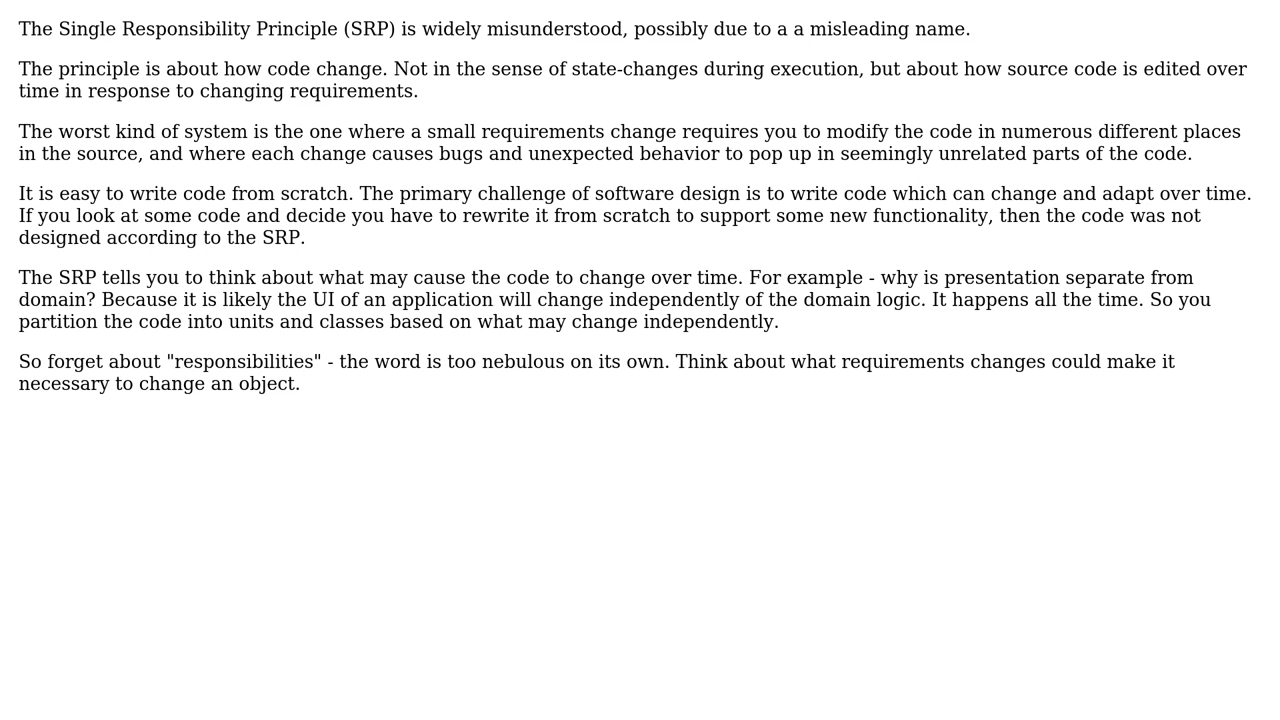 The Single Responsibility Principle (SRP) is widely misunderstood, possibly due to a a misleading name.
The principle is about how code change. Not in the sense of state-changes during execution, but about how source code is edited over
time in response to changing requirements.
The worst kind of system is the one where a small requirements change requires you to modify the code in numerous different places
in the source, and where each change causes bugs and unexpected behavior to pop up in seemingly unrelated parts of the code.
It is easy to write code from scratch. The primary challenge of software design is to write code which can change and adapt over time.
If you look at some code and decide you have to rewrite it from scratch to support some new functionality, then the code was not
designed according to the SRP.
The SRP tells you to think about what may cause the code to change over time. For example - why is presentation separate from
domain? Because it is likely the UI of an application will change independently of the domain logic. It happens all the time. So you
partition the code into units and classes based on what may change independently.
So forget about "responsibilities" - the word is too nebulous on its own. Think about what requirements changes could make it
necessary to change an object.